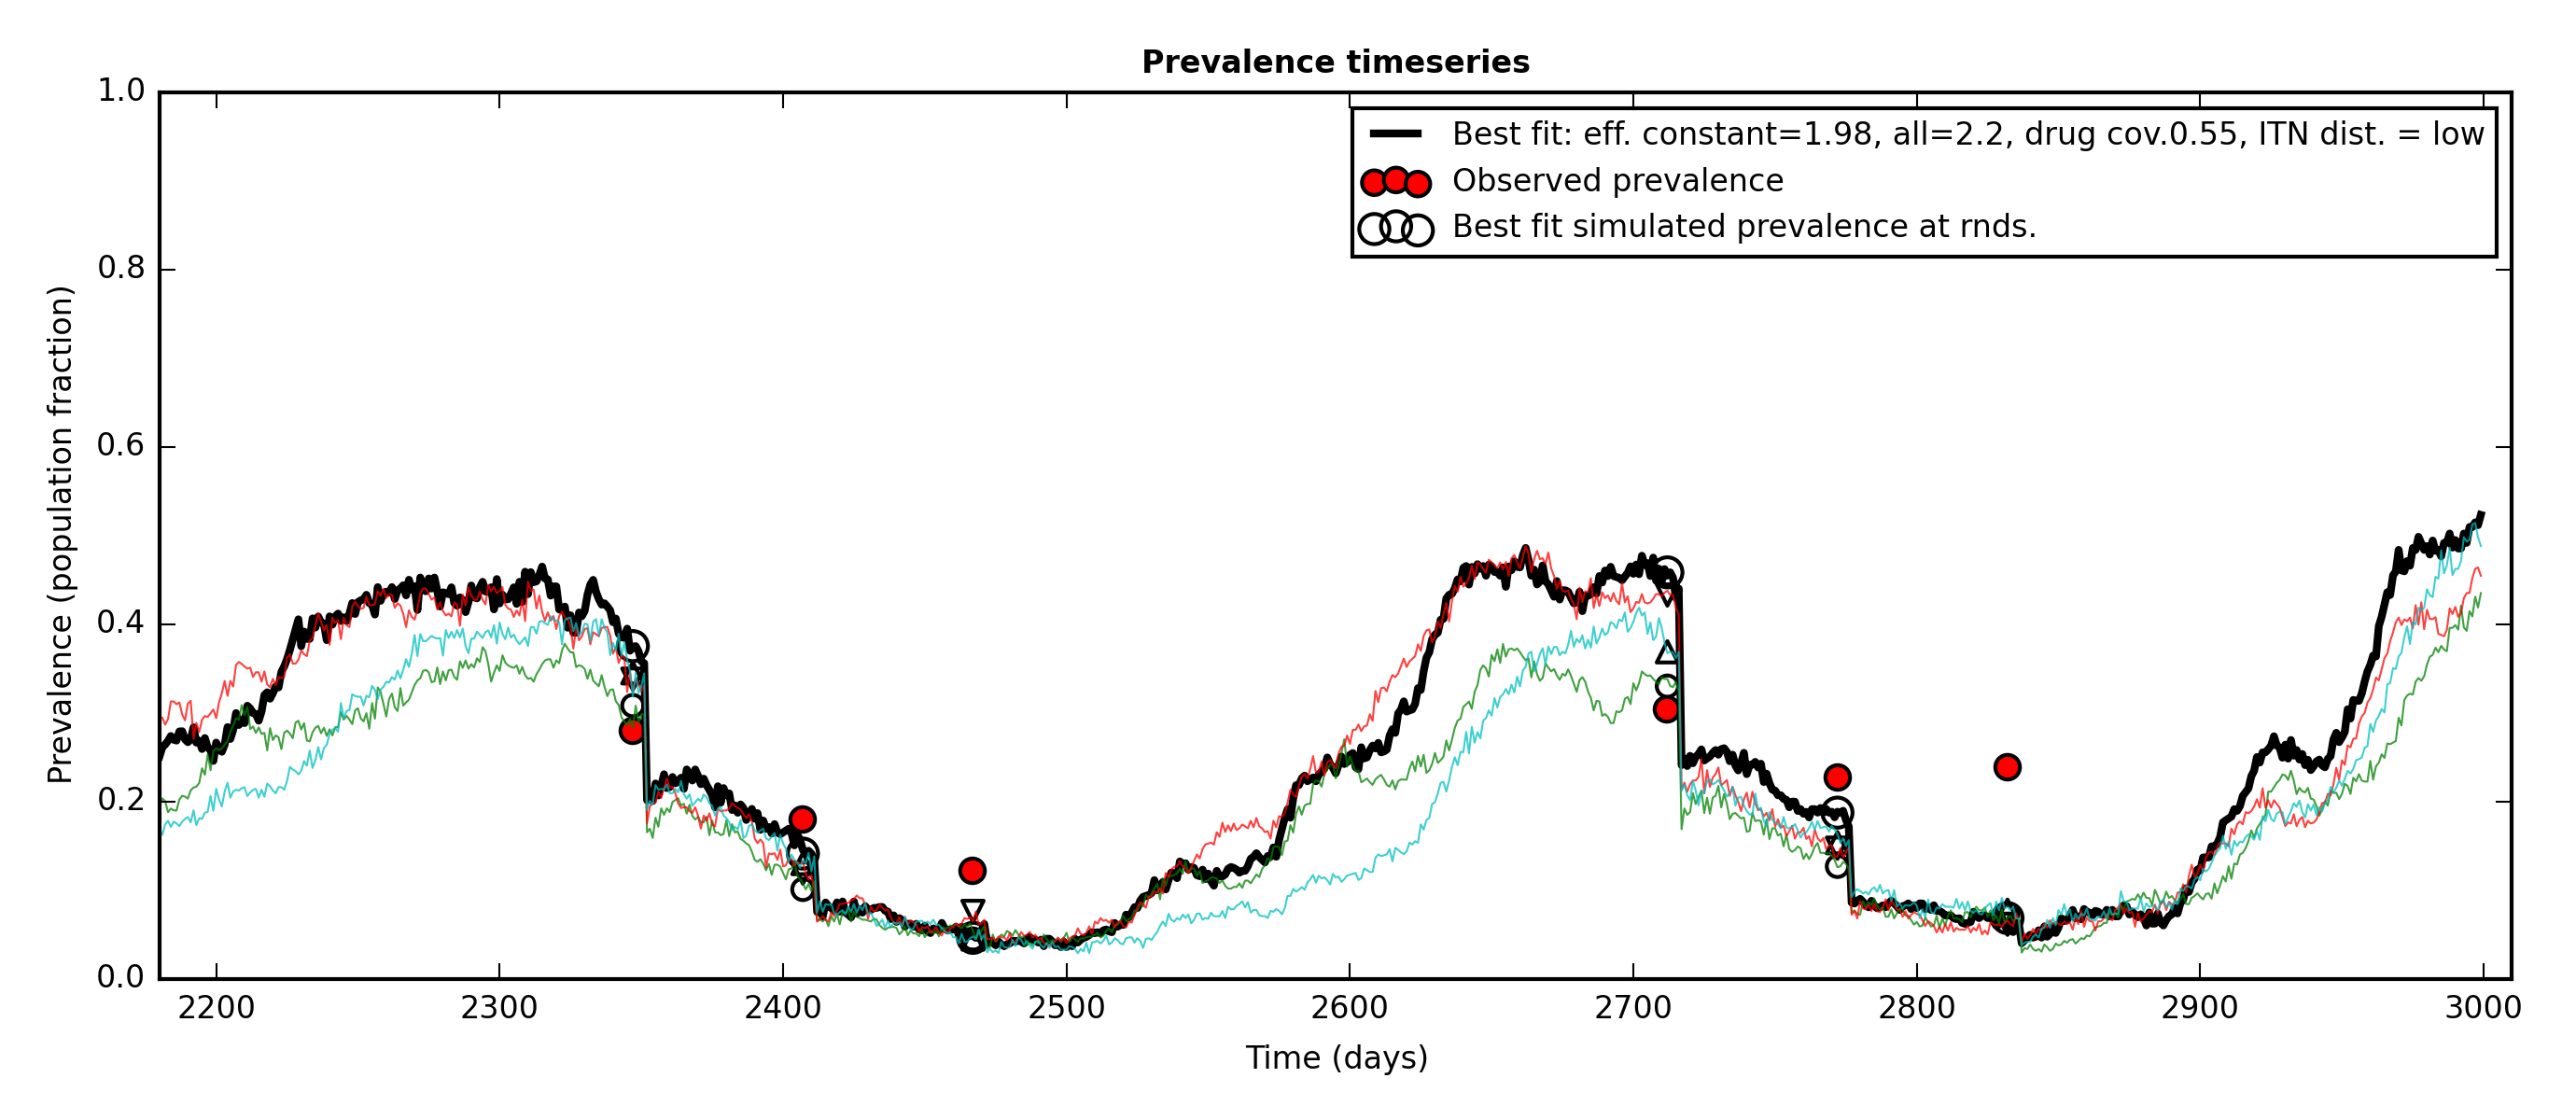 Prevalence timeseries
1.0
0.8
0.6
0.4
0.2
0.0
Prevalence (population fraction)
Best fit: eff. constant=1.98, all=2.2, drug cov.0.55, ITN dist. = low
Observed prevalence
Best fit simulated prevalence at rnds.
2200 2300 2400 2500 2600 2700 2800 2900 3000
Time (days)